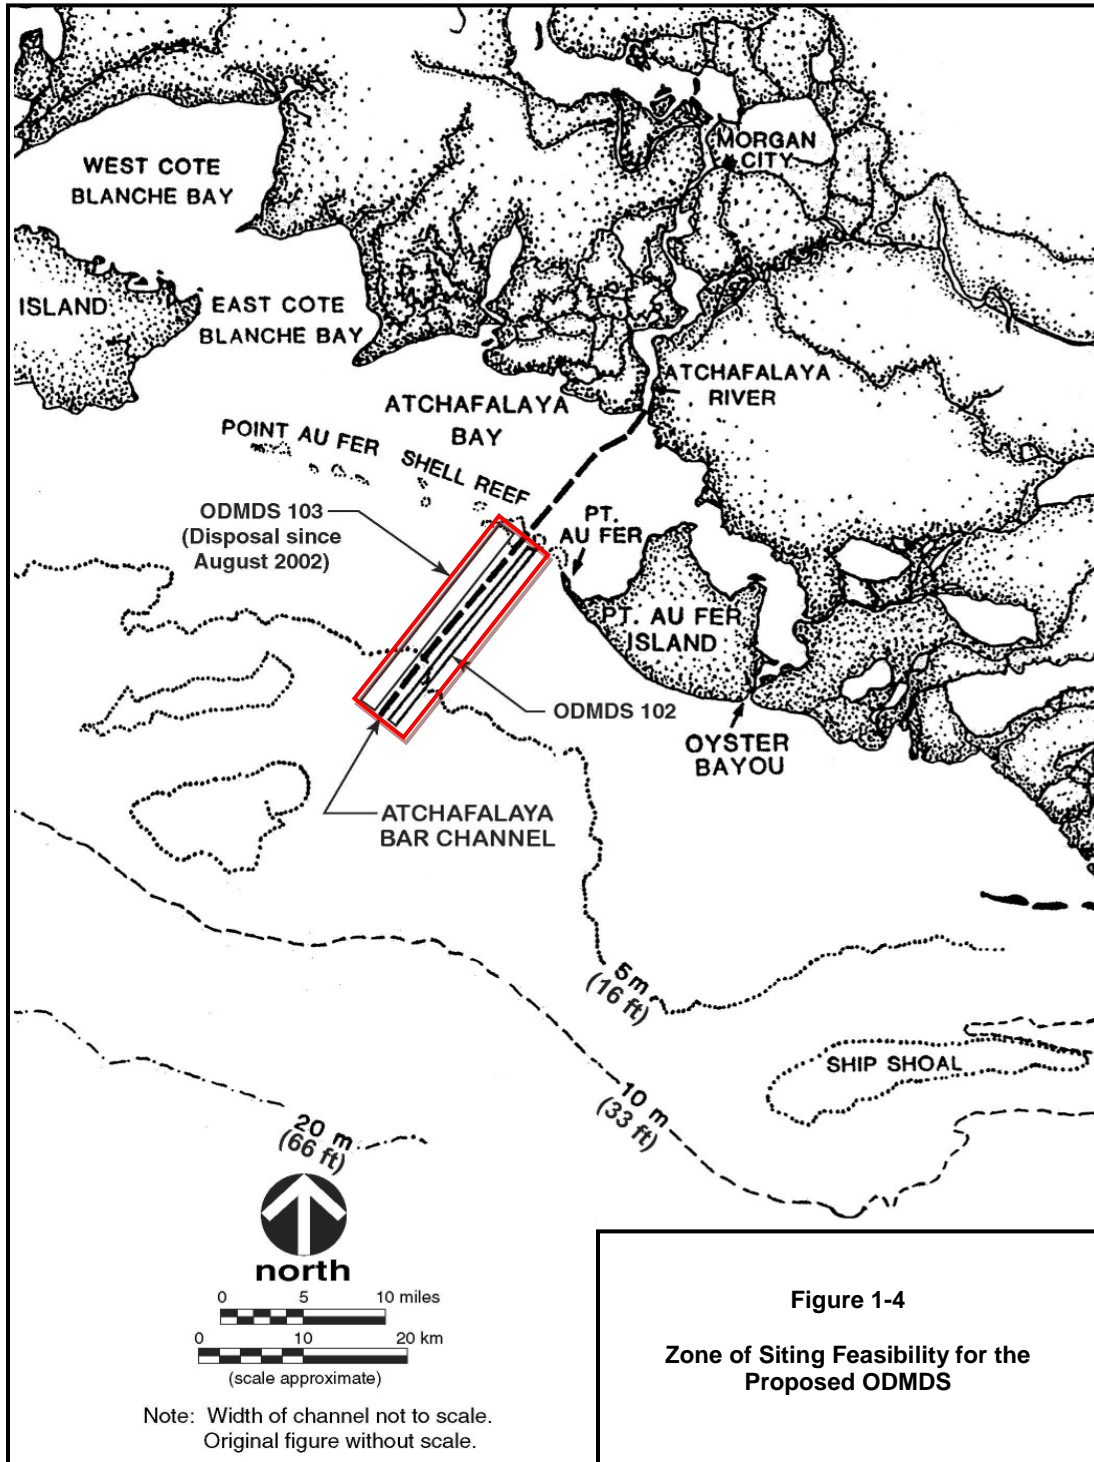 MORGAN
CITY
WEST COTE
BLANCHE BAY
ISLAND
EAST COTE
BLANCHE BAY
ATCHAFALAYA
RIVER
ATCHAFALAYA
BAY
POINT AU FER
SHELL REEF
ODMDS 103
(Disposal since
August 2002)
PT.
AU FER
PT. AU FER
ISLAND
ODMDS 102
OYSTER
BAYOU
ATCHAFALAYA
BAR CHANNEL
5m
(16 ft)
SHIP SHOAL
10 m
(33 ft)
20 m
(66 ft)
north
0 5 10 miles
0 10 20 km
(scale approximate)
Note: Width of channel not to scale.
Original figure without scale.
Figure 1-4
Zone of Siting Feasibility for the
Proposed ODMDS